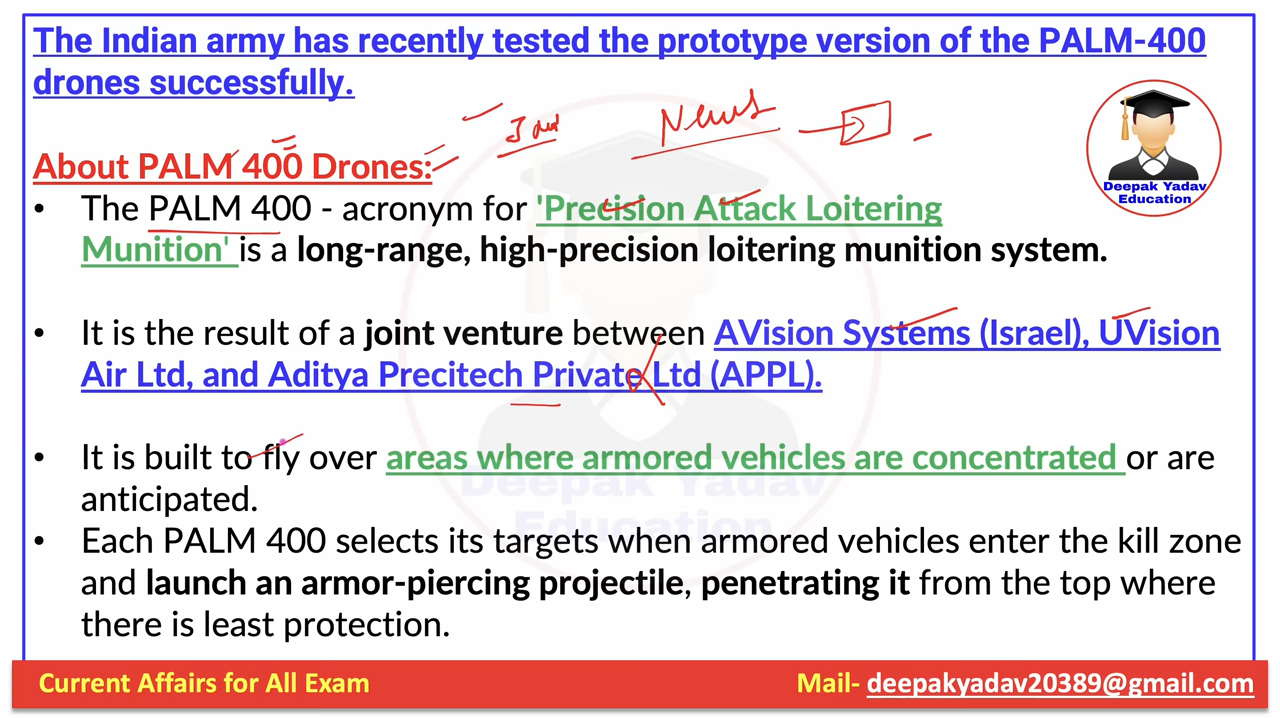 The Indian army has recently tested the prototype version of the PALM-400
drones successfully.
News
Deepak Yadav
Education
About PALM 400 Drones:
• The PALM 400 - acronym for 'Precision Attack Loitering
Munition' is a long-range, high-precision loitering munition system.
• It is the result of a joint venture between AVision Systems (Israel), UVision
Air Ltd, and Aditya Precitech Private Ltd (APPL).
• It is built to fly over areas where armored vehicles are concentrated or are
anticipated.
Deepak Yadav
Education
• Each PALM 400 selects its targets when armored vehicles enter the kill zone
and launch an armor-piercing projectile, penetrating it from the top where
there is least protection.
Current Affairs for All Exam
Mail- deepakyadav20389@gmail.com